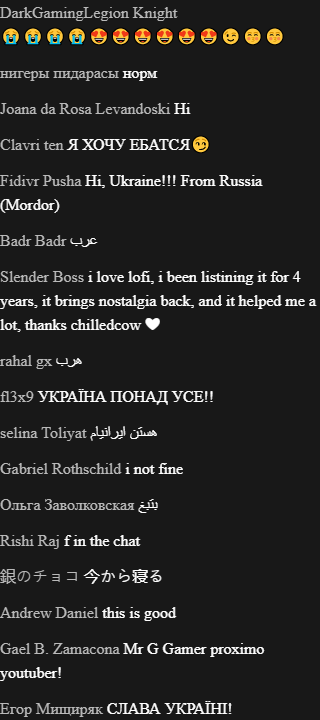 DarkGamingLegion Knight
😭😭😭😭😍😍😍😍😍😍😉😊😊
нигеры пидарасы норм
Joana da Rosa Levandoski Hi
Clavri ten Я ХОЧУ ЕБАТСЯ😏
Fidivr Pusha Hi, Ukraine!!! From Russia
(Mordor)
Badr Badr عرب
Slender Boss i love lofi, i been listining it for 4
years, it brings nostalgia back, and it helped me a
lot, thanks chilledcow 🤍
rahal gx هرب
fl3x9 УКРАЇНА ПОНАД УСЕ!!
selina Toliyat هستن ایرانیام
Gabriel Rothschild i not fine
Ольга Заволковская بتبغ
Rishi Raj f in the chat
銀のチョコ 今から寝る
Andrew Daniel this is good
Gael B. Zamacona Mr G Gamer proximo
youtuber!
Егор Мищиряк СЛАВА УКРАЇНІ!